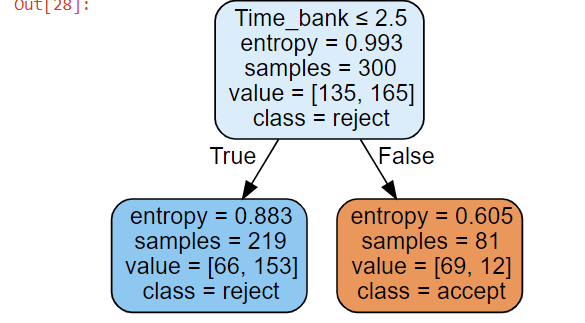 Out[28]:
Time_bank ≤ 2.5
entropy = 0.993
samples = 300
value = [135, 165]
class = reject
True
False
entropy = 0.883
samples = 219
value = [66, 153]
class = reject
entropy = 0.605
samples = 81
value = [69, 12]
class = accept